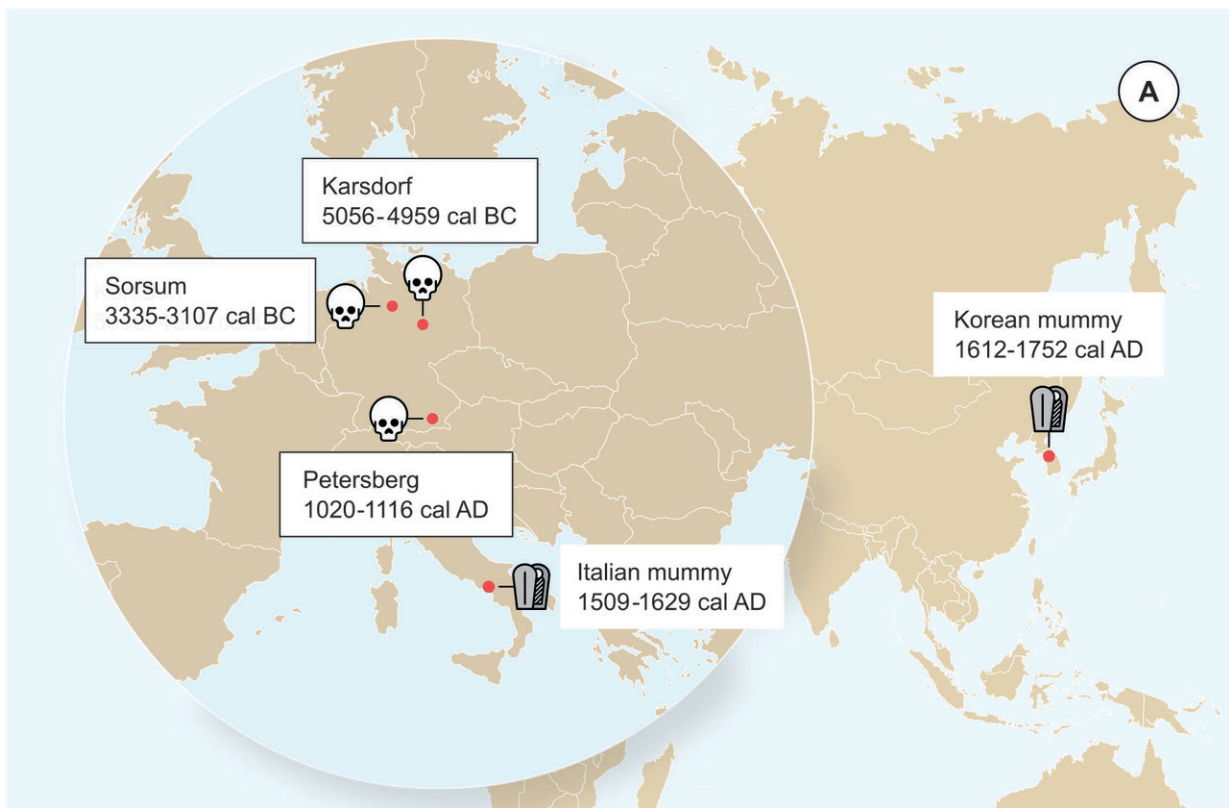 A
Karsdorf
5056-4959 cal BC
Sorsum
3335-3107 cal BC
Korean mummy
1612-1752 cal AD
Petersberg
1020-1116 cal AD
Italian mummy
1509-1629 cal AD